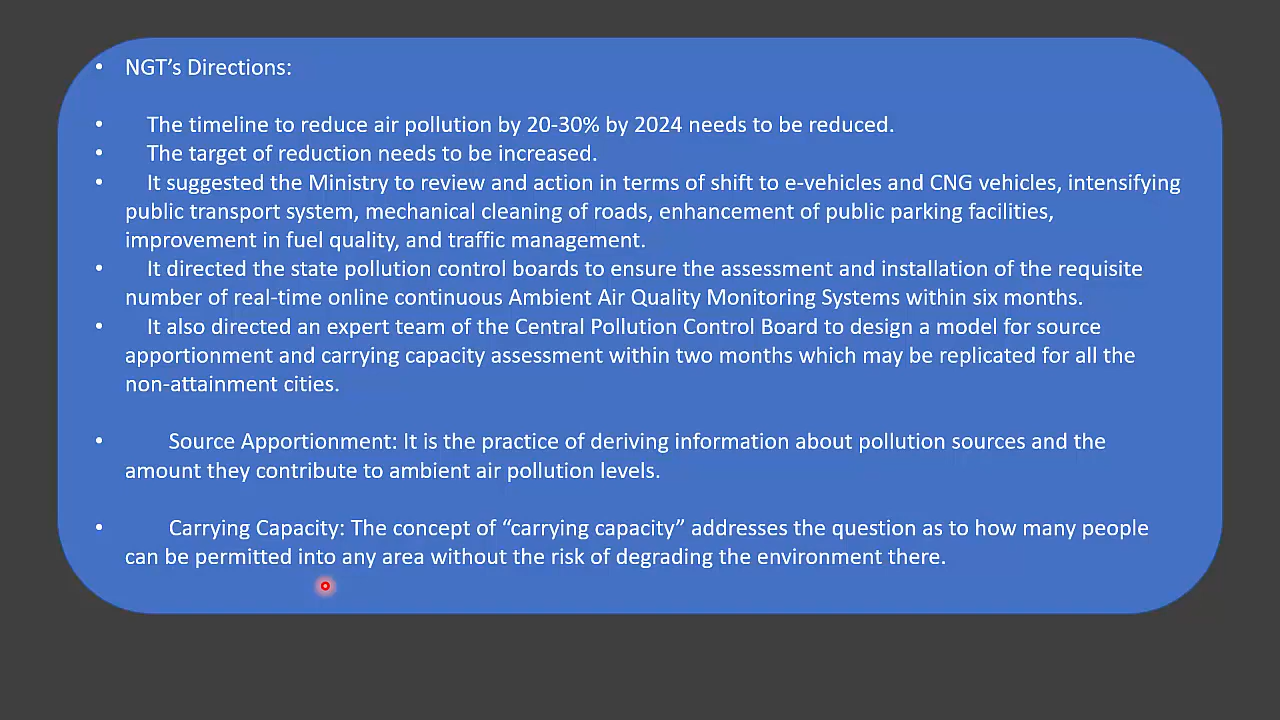 • NGT’s Directions:
• The timeline to reduce air pollution by 20-30% by 2024 needs to be reduced.
• The target of reduction needs to be increased.
• It suggested the Ministry to review and action in terms of shift to e-vehicles and CNG vehicles, intensifying
public transport system, mechanical cleaning of roads, enhancement of public parking facilities,
improvement in fuel quality, and traffic management.
• It directed the state pollution control boards to ensure the assessment and installation of the requisite
number of real-time online continuous Ambient Air Quality Monitoring Systems within six months.
• It also directed an expert team of the Central Pollution Control Board to design a model for source
apportionment and carrying capacity assessment within two months which may be replicated for all the
non-attainment cities.
• Source Apportionment: It is the practice of deriving information about pollution sources and the
amount they contribute to ambient air pollution levels.
• Carrying Capacity: The concept of “carrying capacity” addresses the question as to how many people
can be permitted into any area without the risk of degrading the environment there.